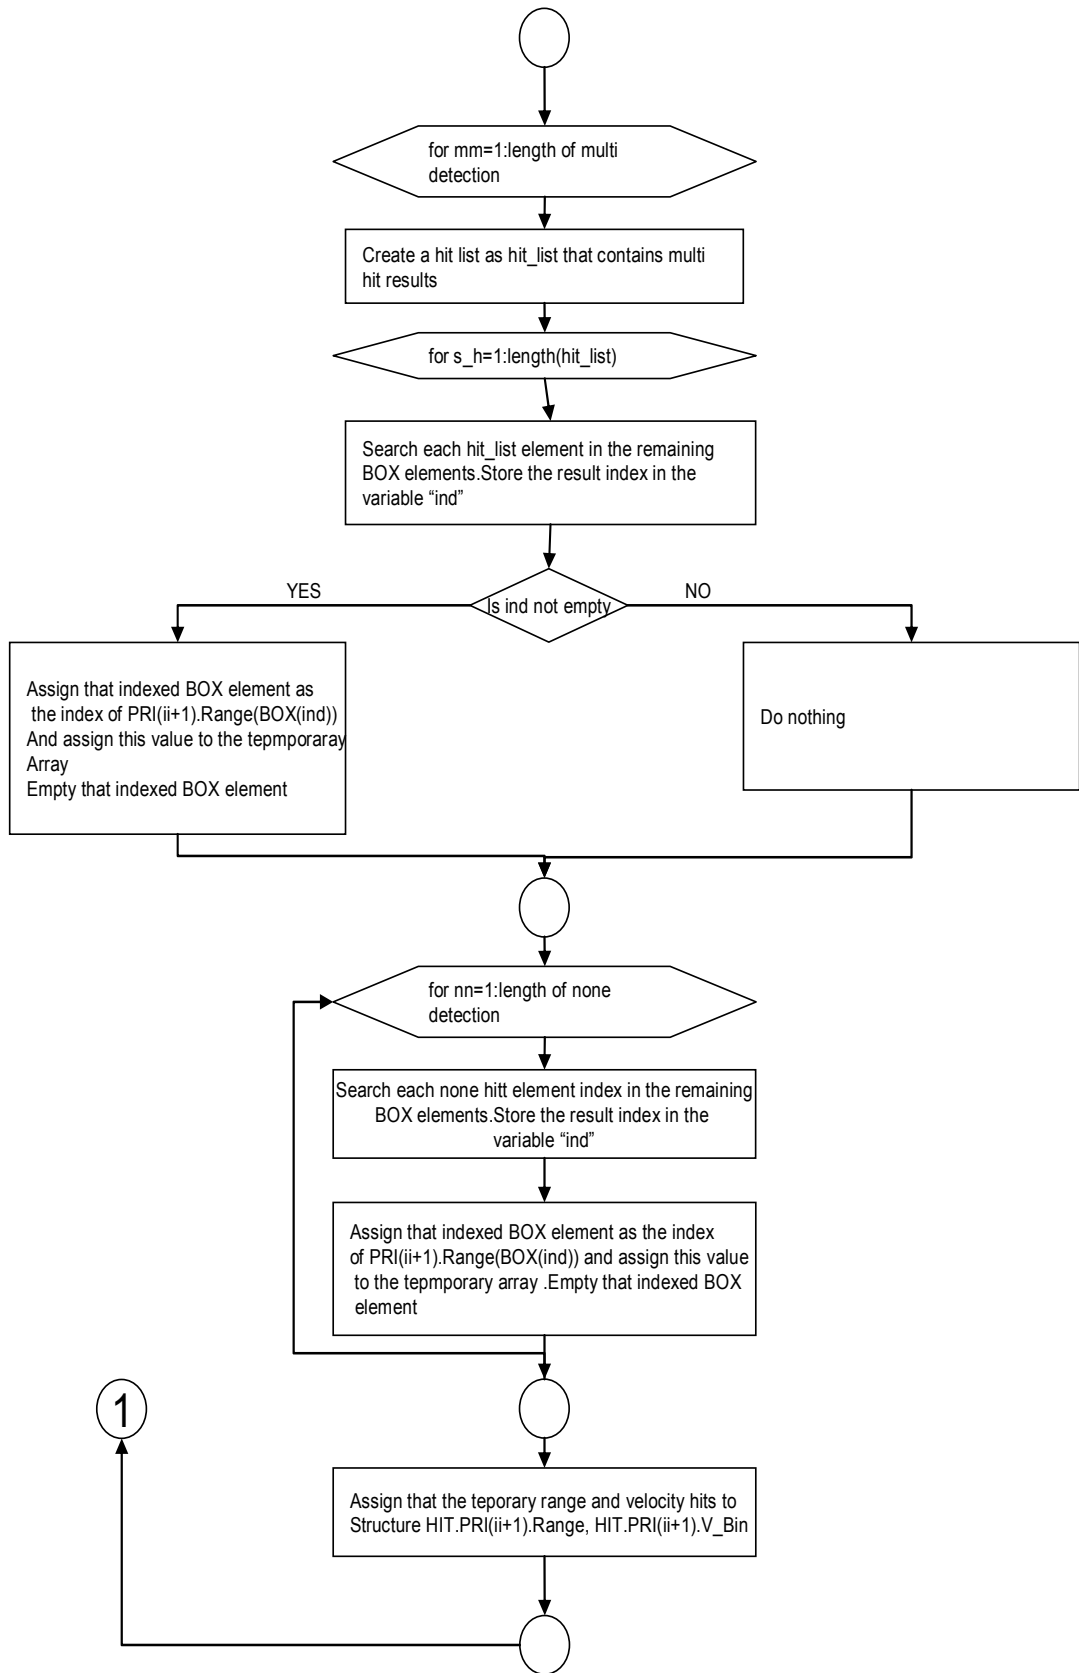 for mm=1:length of multi
detection
Create a hit list as hit_list that contains multi
hit results
for s_h=1:length(hit_list)
Search each hit_list element in the remaining
BOX elements.Store the result index in the
variable “ind”
Is ind not empty
YES
NO
Assign that indexed BOX element as
the index of PRI(ii+1).Range(BOX(ind))
And assign this value to the tepmporaray
Array
Empty that indexed BOX element
Do nothing
for nn=1:length of none
detection
Search each none hitt element index in the remaining
BOX elements.Store the result index in the
variable “ind”
Assign that indexed BOX element as the index
of PRI(ii+1).Range(BOX(ind)) and assign this value
to the tepmporary array .Empty that indexed BOX
element
1
Assign that the teporary range and velocity hits to
Structure HIT.PRI(ii+1).Range, HIT.PRI(ii+1).V_Bin